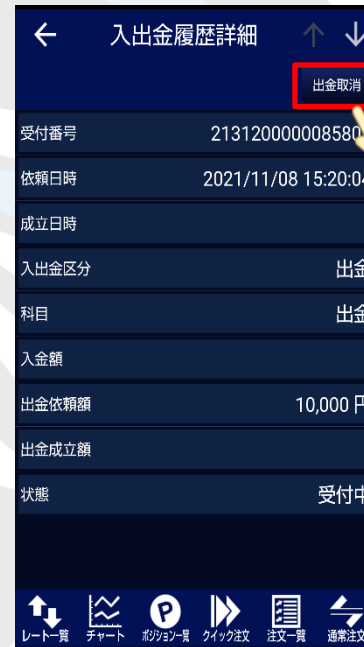 入出金履歴詳細
出金取消
受付番号 21312000000858
依頼日時 2021/11/08 15:20:04
成立日時
入出金区分 出金
科目 出金
入金額
出金依頼額 10,000 円
出金成立額
状態 受付中
レート一覧 チャート ポジション一覧 クイック注文 注文一覧 通常注文